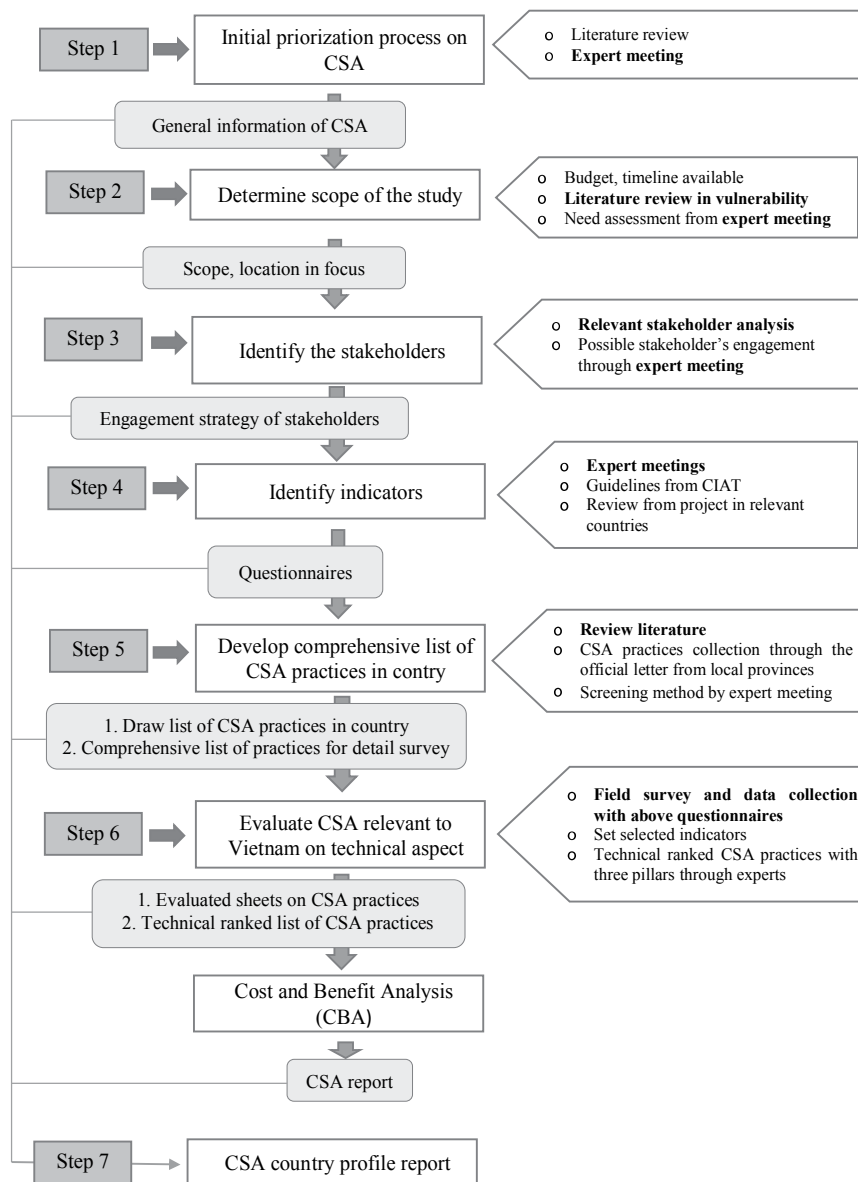 Step 1
Initial priorization process on
CSA
o Literature review
o Expert meeting
General information of CSA
Step 2
Determine scope of the study
o Budget, timeline available
o Literature review in vulnerability
o Need assessment from expert meeting
Scope, location in focus
Step 3
Identify the stakeholders
o Relevant stakeholder analysis
o Possible stakeholder’s engagement
through expert meeting
Engagement strategy of stakeholders
Step 4
Identify indicators
o Expert meetings
o Guidelines from CIAT
o Review from project in relevant
countries
Questionnaires
Step 5
Develop comprehensive list of
CSA practices in contry
o Review literature
o CSA practices collection through the
official letter from local provinces
o Screening method by expert meeting
1. Draw list of CSA practices in country
2. Comprehensive list of practices for detail survey
Step 6
Evaluate CSA relevant to
Vietnam on technical aspect
o Field survey and data collection
with above questionnaires
o Set selected indicators
o Technical ranked CSA practices with
three pillars through experts
1. Evaluated sheets on CSA practices
2. Technical ranked list of CSA practices
Cost and Benefit Analysis
(CBA)
CSA report
Step 7
CSA country profile report